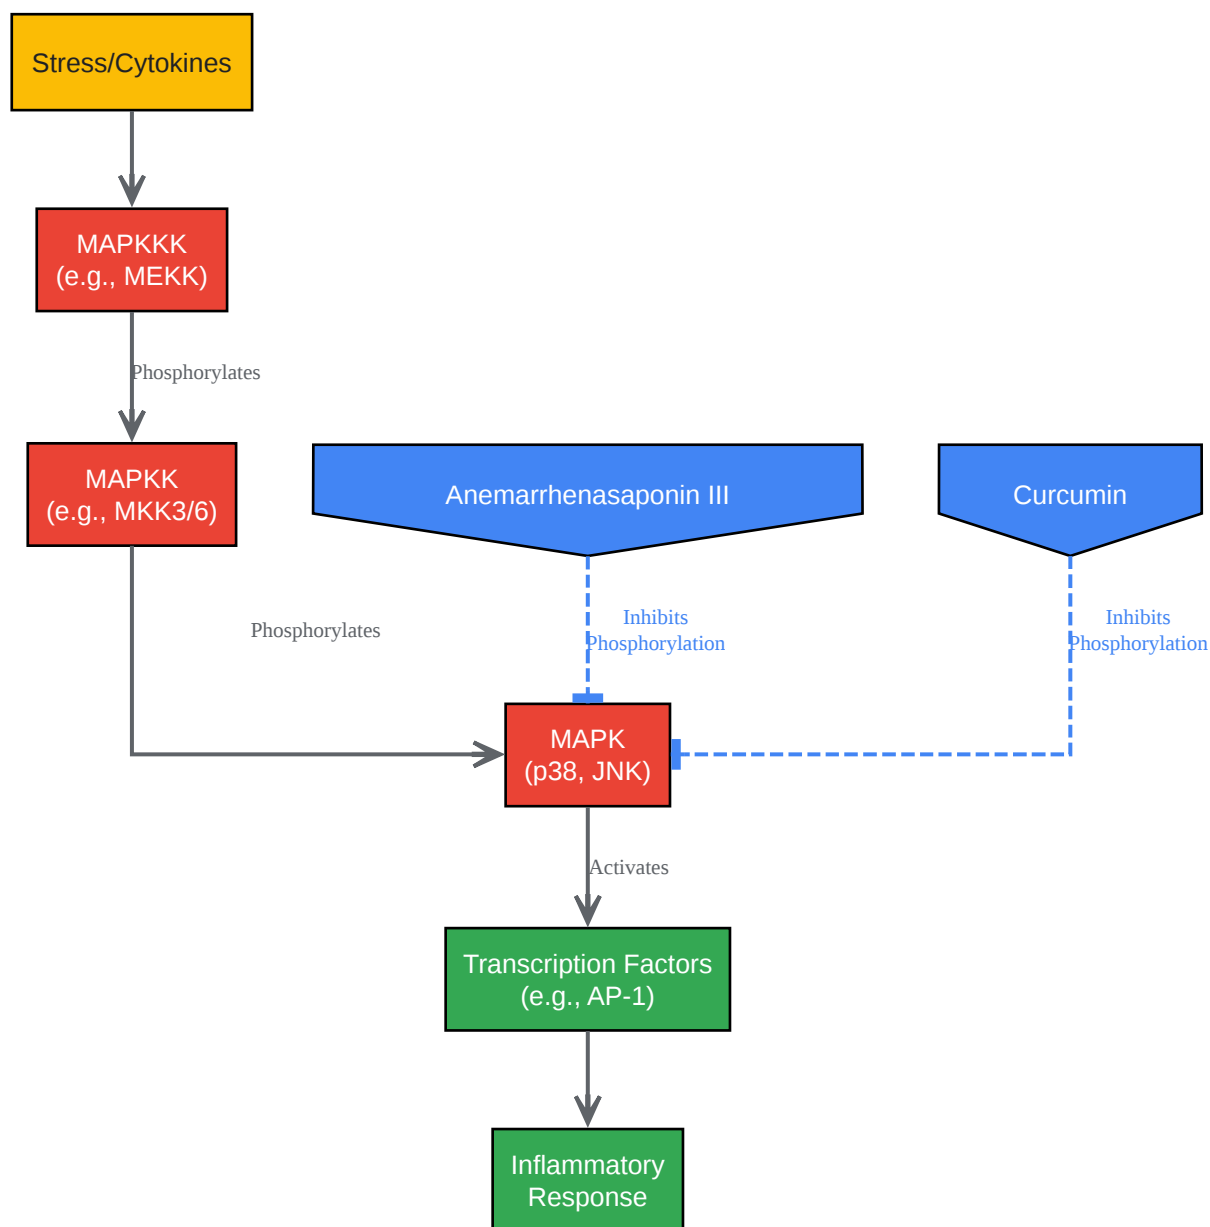 Stress/Cytokines
MAPKKK
(e.g., MEKK)
Phosphorylates
MAPKK
(e.g., MKK3/6)
Anemarrhenasaponin III
Curcumin
Phosphorylates
Inhibits
Phosphorylation
Inhibits
Phosphorylation
MAPK
(p38, JNK)
Activates
Transcription Factors
(e.g., AP-1)
Inflammatory
Response